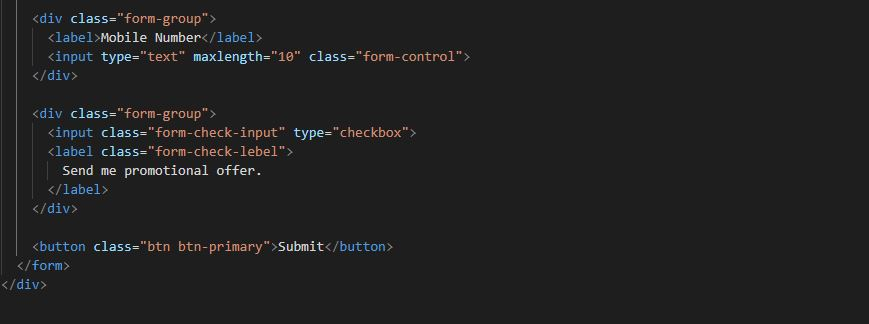 <div class="form-group">
<label>Mobile Number</label>
<input type="text" maxlength="10" class="form-control">
</div>
<div class="form-group">
<input class="form-check-input" type="checkbox">
<label class="form-check-lebel">
Send me promotional offer.
</label>
</div>
<button class="btn btn-primary">Submit</button>
</form>
</div>